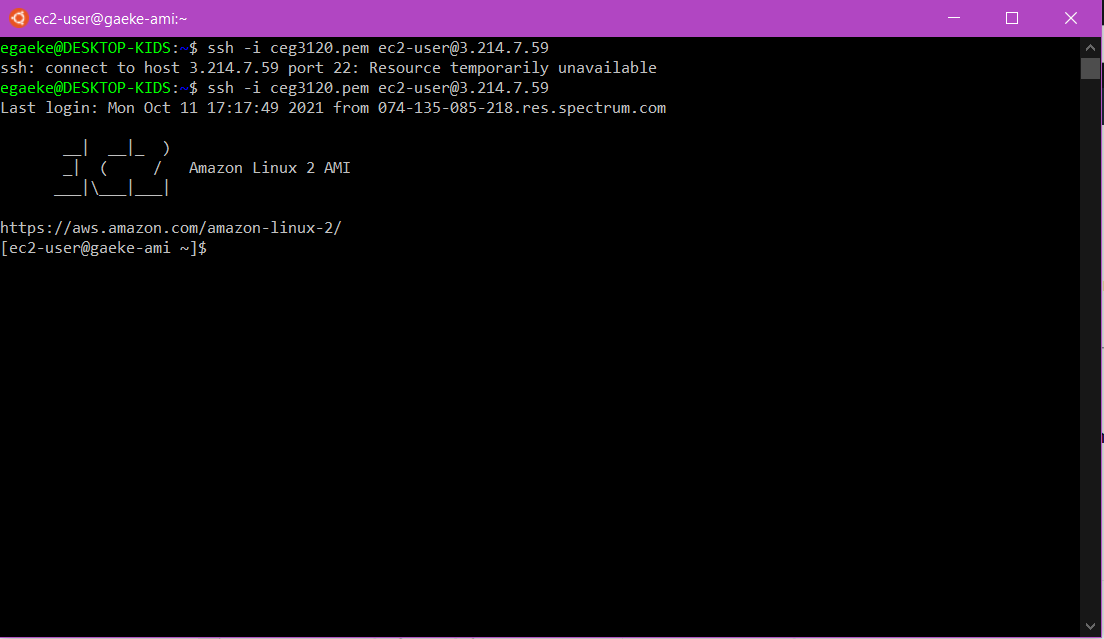 ec2-user@gaeke-ami:~
egaeke@DESKTOP-KIDS:~$ ssh -i ceg3120.pem ec2-user@3.214.7.59
ssh: connect to host 3.214.7.59 port 22: Resource temporarily unavailable
egaeke@DESKTOP-KIDS:~$ ssh -i ceg3120.pem ec2-user@3.214.7.59
Last login: Mon Oct 11 17:17:49 2021 from 074-135-085-218.res.spectrum.com
       __|  __|_  )
       _|  (     /   Amazon Linux 2 AMI
      ___|\___|___|
https://aws.amazon.com/amazon-linux-2/
[ec2-user@gaeke-ami ~]$